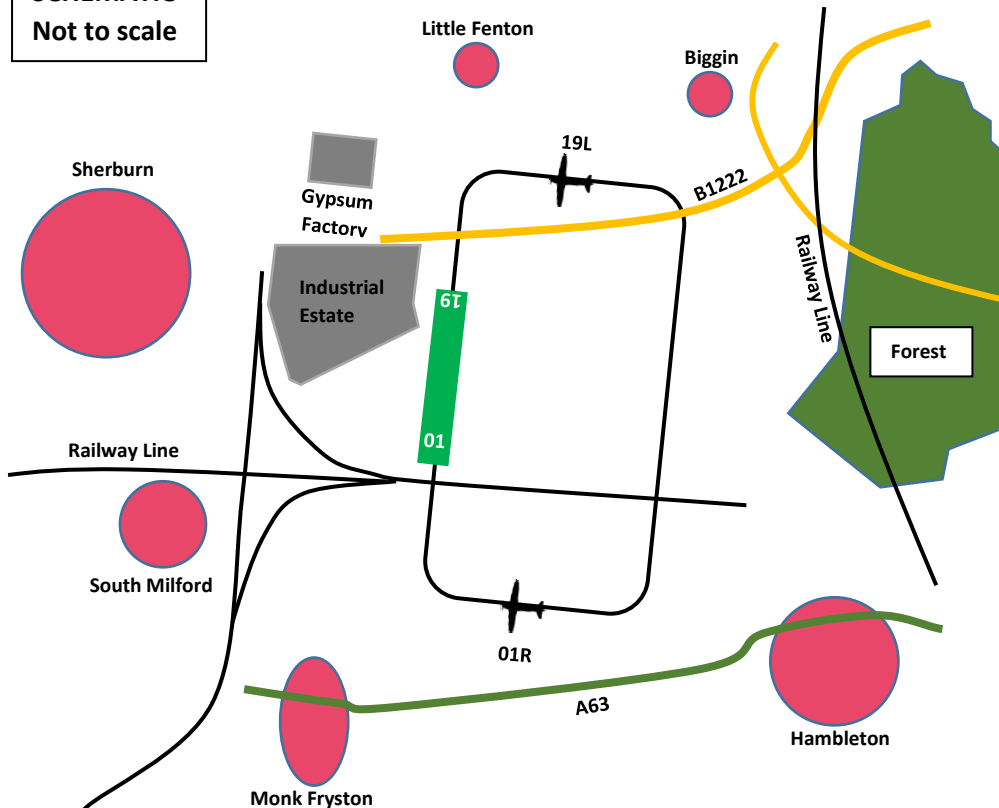 Not to scale
Little Fenton
Biggin
19L
Sherburn
B1222
Gypsum
Factory
Industrial
Estate
19
Railway Line
Forest
01
Railway Line
South Milford
01R
A63
Hambleton
Monk Fryston